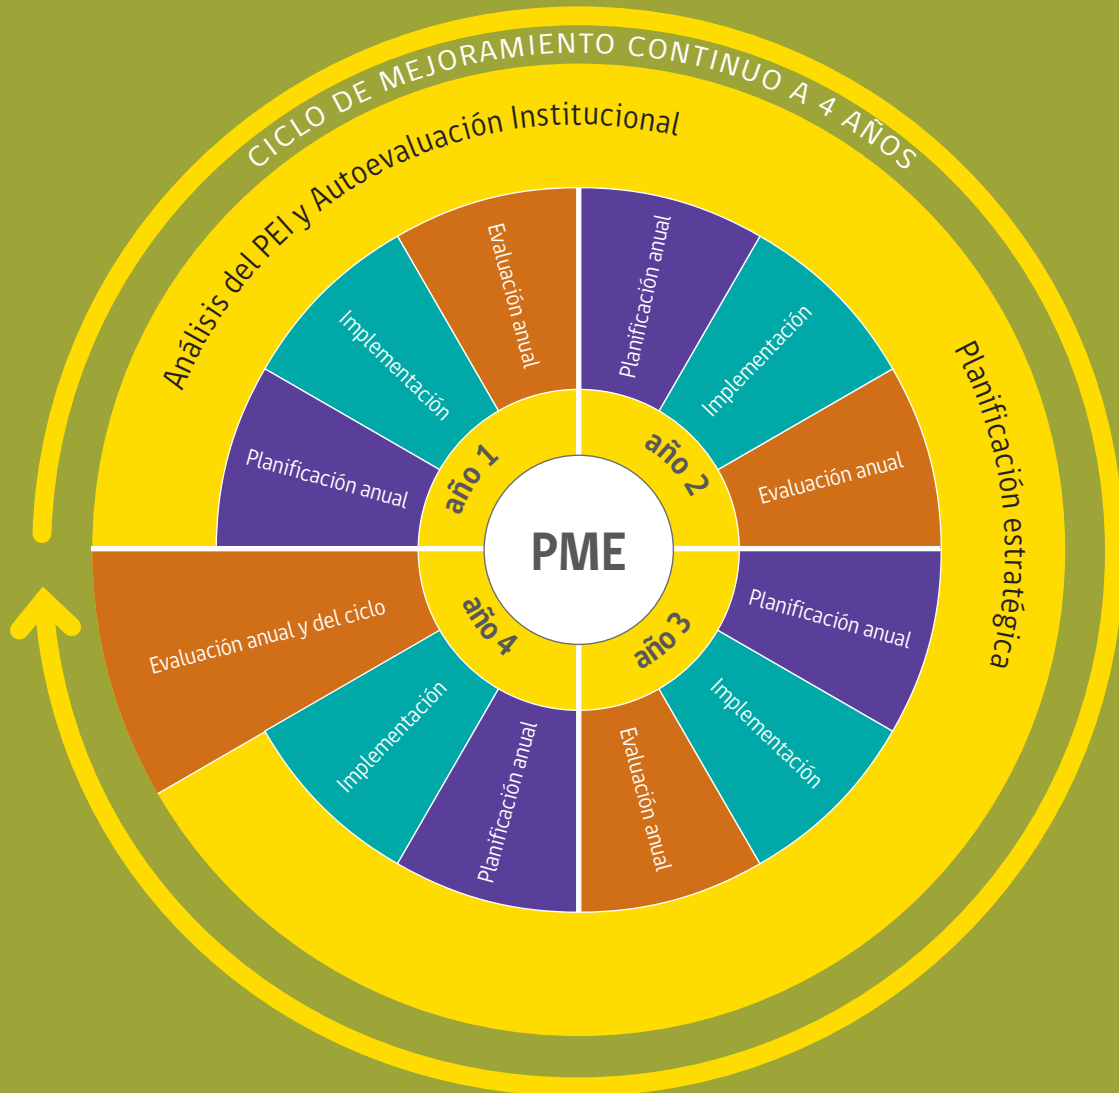 CICLO DE MEJORAMIENTO CONTINUO A 4 AÑOS
Análisis del PEI y Autoevaluación Institucional
Planificación estratégica
PME
año 1
Planificación anual
Implementación
Evaluación anual
año 2
Planificación anual
Implementación
Evaluación anual
año 3
Planificación anual
Implementación
Evaluación anual
año 4
Planificación anual
Implementación
Evaluación anual y del ciclo